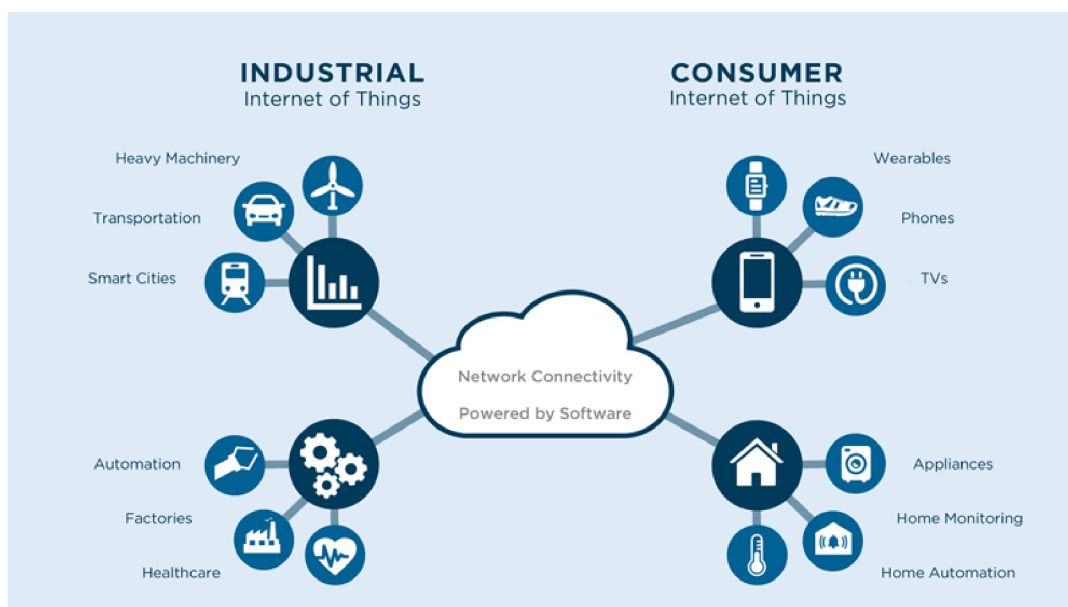 INDUSTRIAL
Internet of Things
CONSUMER
Internet of Things
Heavy Machinery
Transportation
Smart Cities
Wearables
Phones
TVs
Network Connectivity
Powered by Software
Automation
Factories
Healthcare
Appliances
Home Monitoring
Home Automation